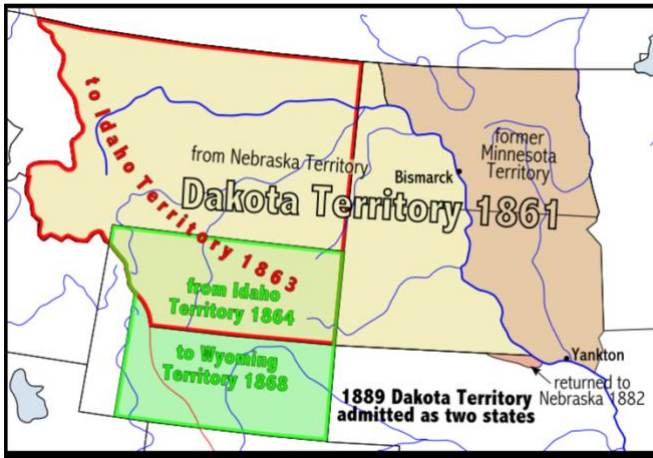 to Idaho Territory 1863
former
Minnesota
Territory
from Nebraska Territory
Bismarck
Dakota Territory 1861
from Idaho
Territory 1864
to Wyoming
Territory 1868
Yankton
1889 Dakota Territory
admitted as two states
returned to
Nebraska 1882